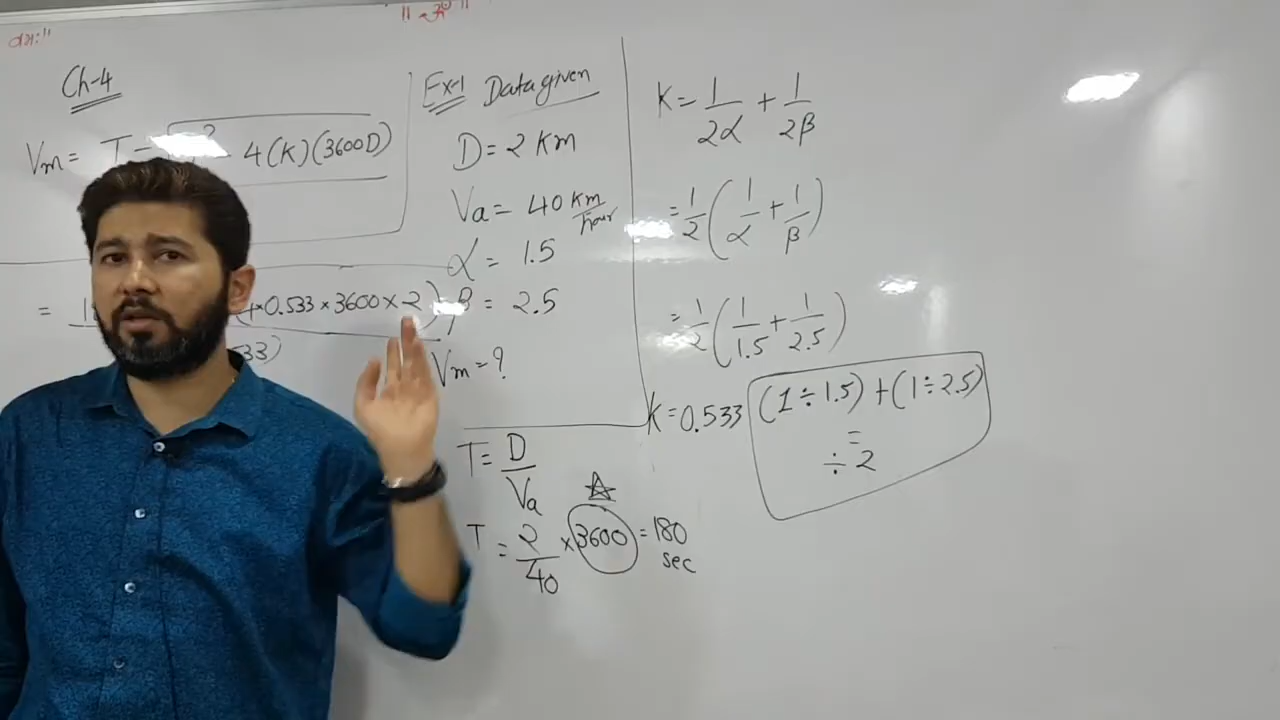 ॥ ૐ ॥
Ch-4
Vm = T - √ ² - 4(K)(3600D)
= 1 ×0.533×3600×2)
33)
Ex-1 Data given
D = 2 Km
Va = 40 Km/hour
α = 1.5
β = 2.5
Vm = ?
T = D/Va
T = 2/40 × 3600 = 180 sec
K = 1/2α + 1/2β
= 1/2 (1/α + 1/β)
= 1/2 (1/1.5 + 1/2.5)
K = 0.533
(1 ÷ 1.5) + (1 ÷ 2.5)
=
÷ 2